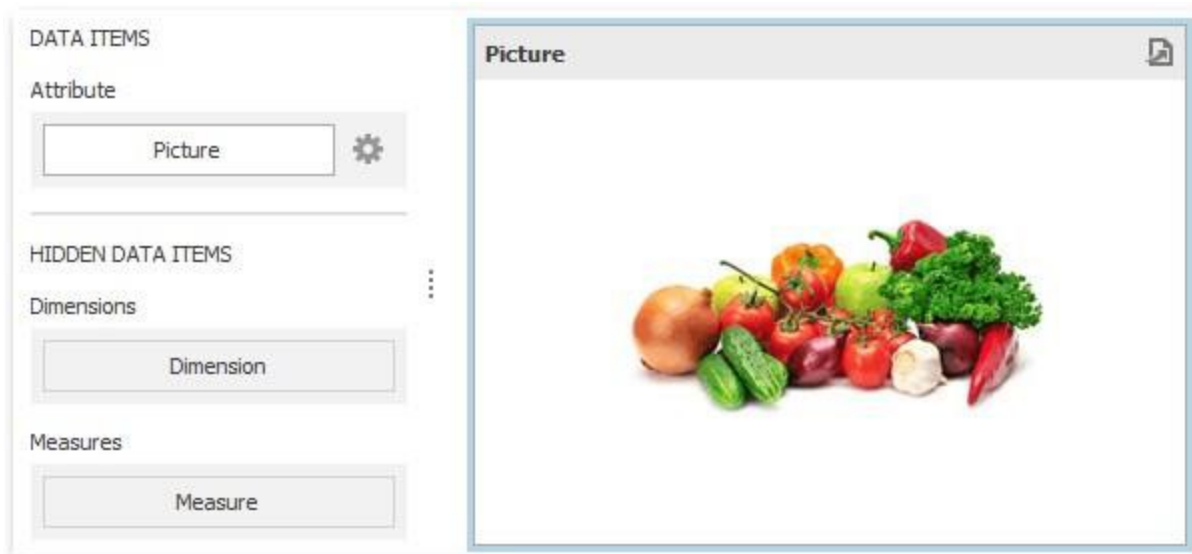 DATA ITEMS
Attribute
Picture
HIDDEN DATA ITEMS
Dimensions
Dimension
Measures
Measure
Picture